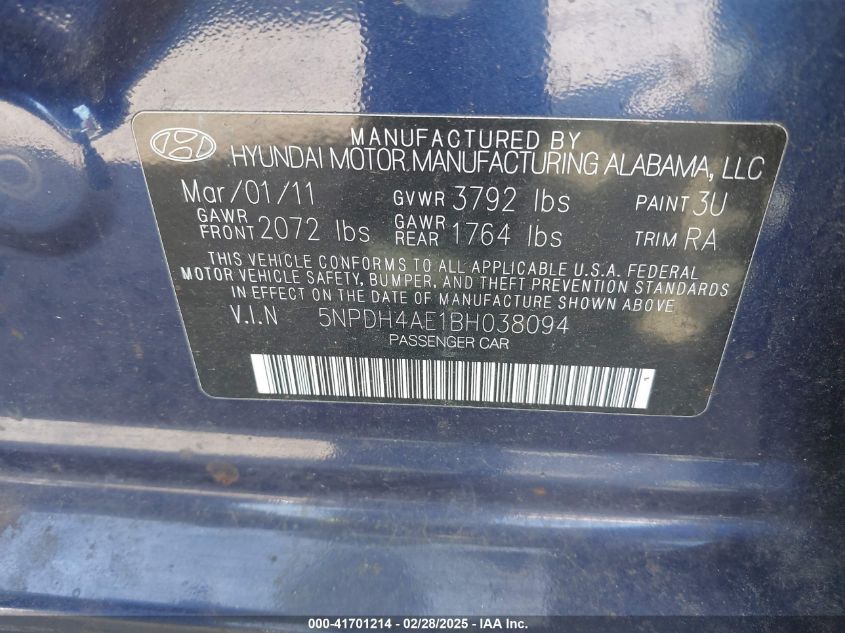 MANUFACTURED BY
HYUNDAI MOTOR MANUFACTURING ALABAMA, LLC
Mar/01/11 GVWR 3792 lbs PAINT 3U
GAWR FRONT 2072 lbs GAWR REAR 1764 lbs TRIM RA
THIS VEHICLE CONFORMS TO ALL APPLICABLE U.S.A. FEDERAL
MOTOR VEHICLE SAFETY, BUMPER, AND THEFT PREVENTION STANDARDS
IN EFFECT ON THE DATE OF MANUFACTURE SHOWN ABOVE
V.I.N 5NPDH4AE1BH038094
PASSENGER CAR
000-41701214 - 02/28/2025 - IAA Inc.